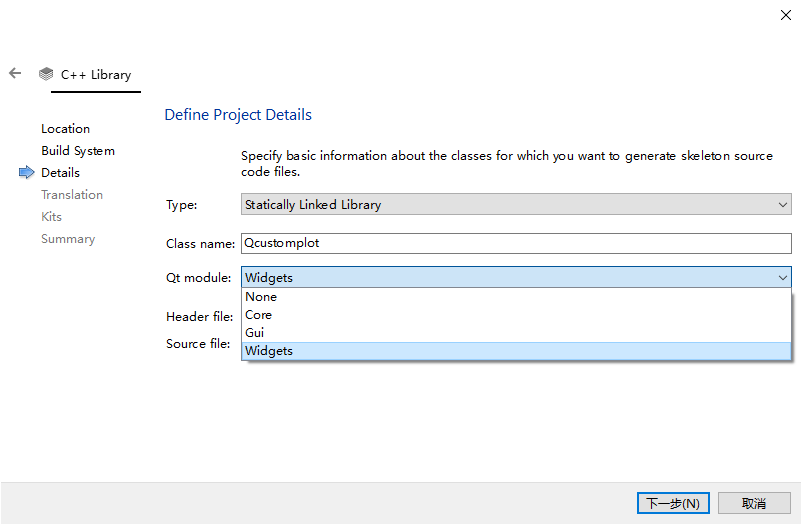 C++ Library
Location
Build System
Details
Translation
Kits
Summary
Define Project Details
Specify basic information about the classes for which you want to generate skeleton source
code files.
Type: Statically Linked Library
Class name: Qcustomplot
Qt module: Widgets
None
Core
Header file:
Gui
Source file:
Widgets
下一步(N) 取消